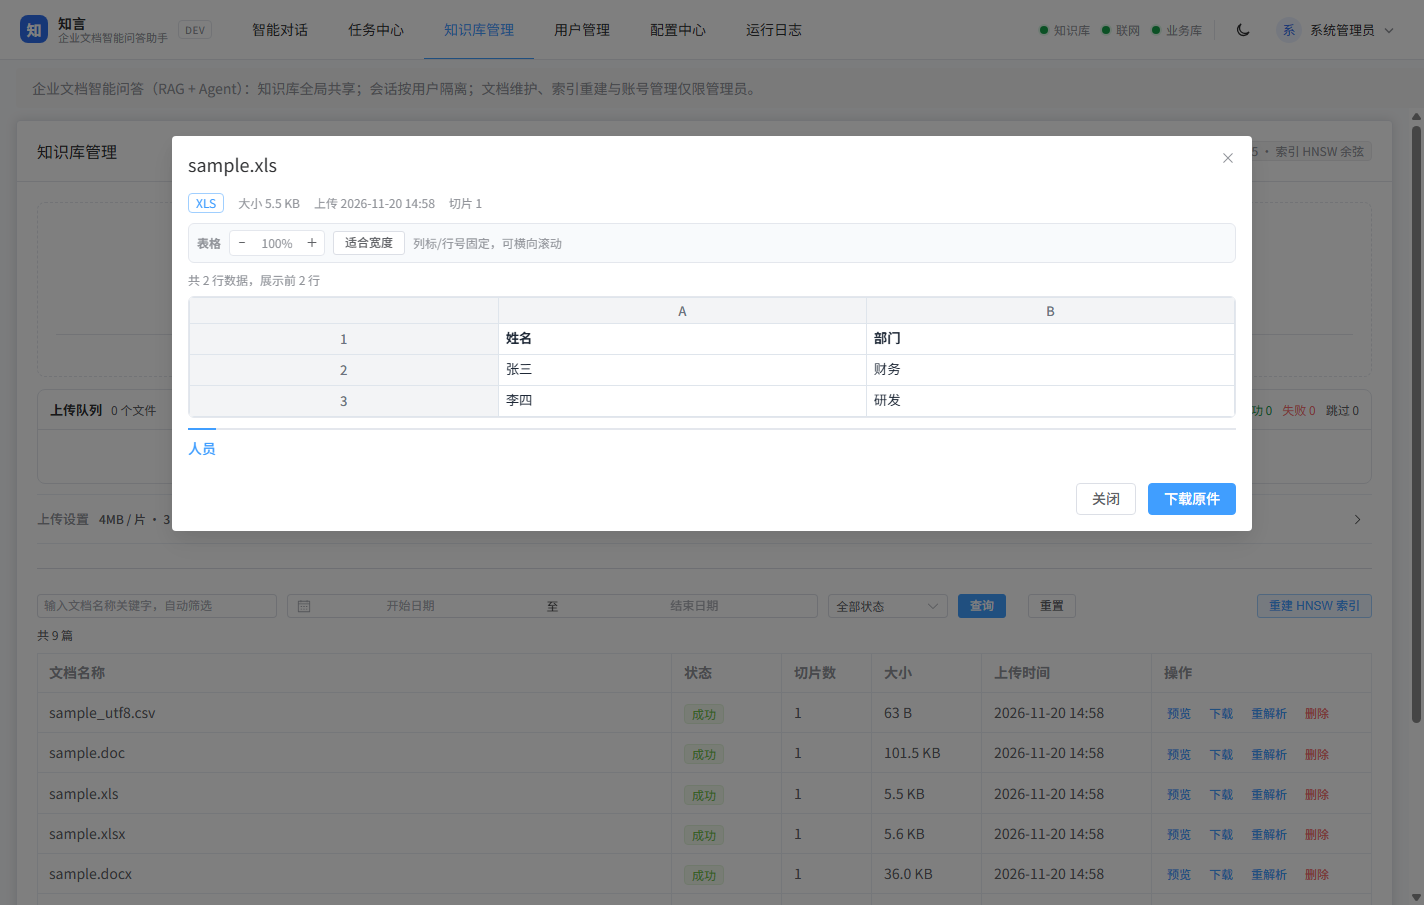 知
知言
企业文档智能问答助手
DEV
智能对话
任务中心
知识库管理
用户管理
配置中心
运行日志
知识库
联网
业务库
系
系统管理员
企业文档智能问答（RAG + Agent）：知识库全局共享；会话按用户隔离；文档维护、索引重建与账号管理仅限管理员。
知识库管理
5 · 索引 HNSW 余弦
sample.xls
XLS 大小 5.5 KB 上传 2026-11-20 14:58 切片 1
表格 − 100% + 适合宽度 列标/行号固定，可横向滚动
共 2 行数据，展示前 2 行
A B
1 姓名 部门
2 张三 财务
3 李四 研发
人员
关闭 下载原件
上传队列 0 个文件
功 0 失败 0 跳过 0
上传设置 4MB / 片 · 3
输入文档名称关键字，自动筛选 开始日期 至 结束日期 全部状态 查询 重置 重建 HNSW 索引
共 9 篇
文档名称 状态 切片数 大小 上传时间 操作
sample_utf8.csv 成功 1 63 B 2026-11-20 14:58 预览 下载 重解析 删除
sample.doc 成功 1 101.5 KB 2026-11-20 14:58 预览 下载 重解析 删除
sample.xls 成功 1 5.5 KB 2026-11-20 14:58 预览 下载 重解析 删除
sample.xlsx 成功 1 5.6 KB 2026-11-20 14:58 预览 下载 重解析 删除
sample.docx 成功 1 36.0 KB 2026-11-20 14:58 预览 下载 重解析 删除